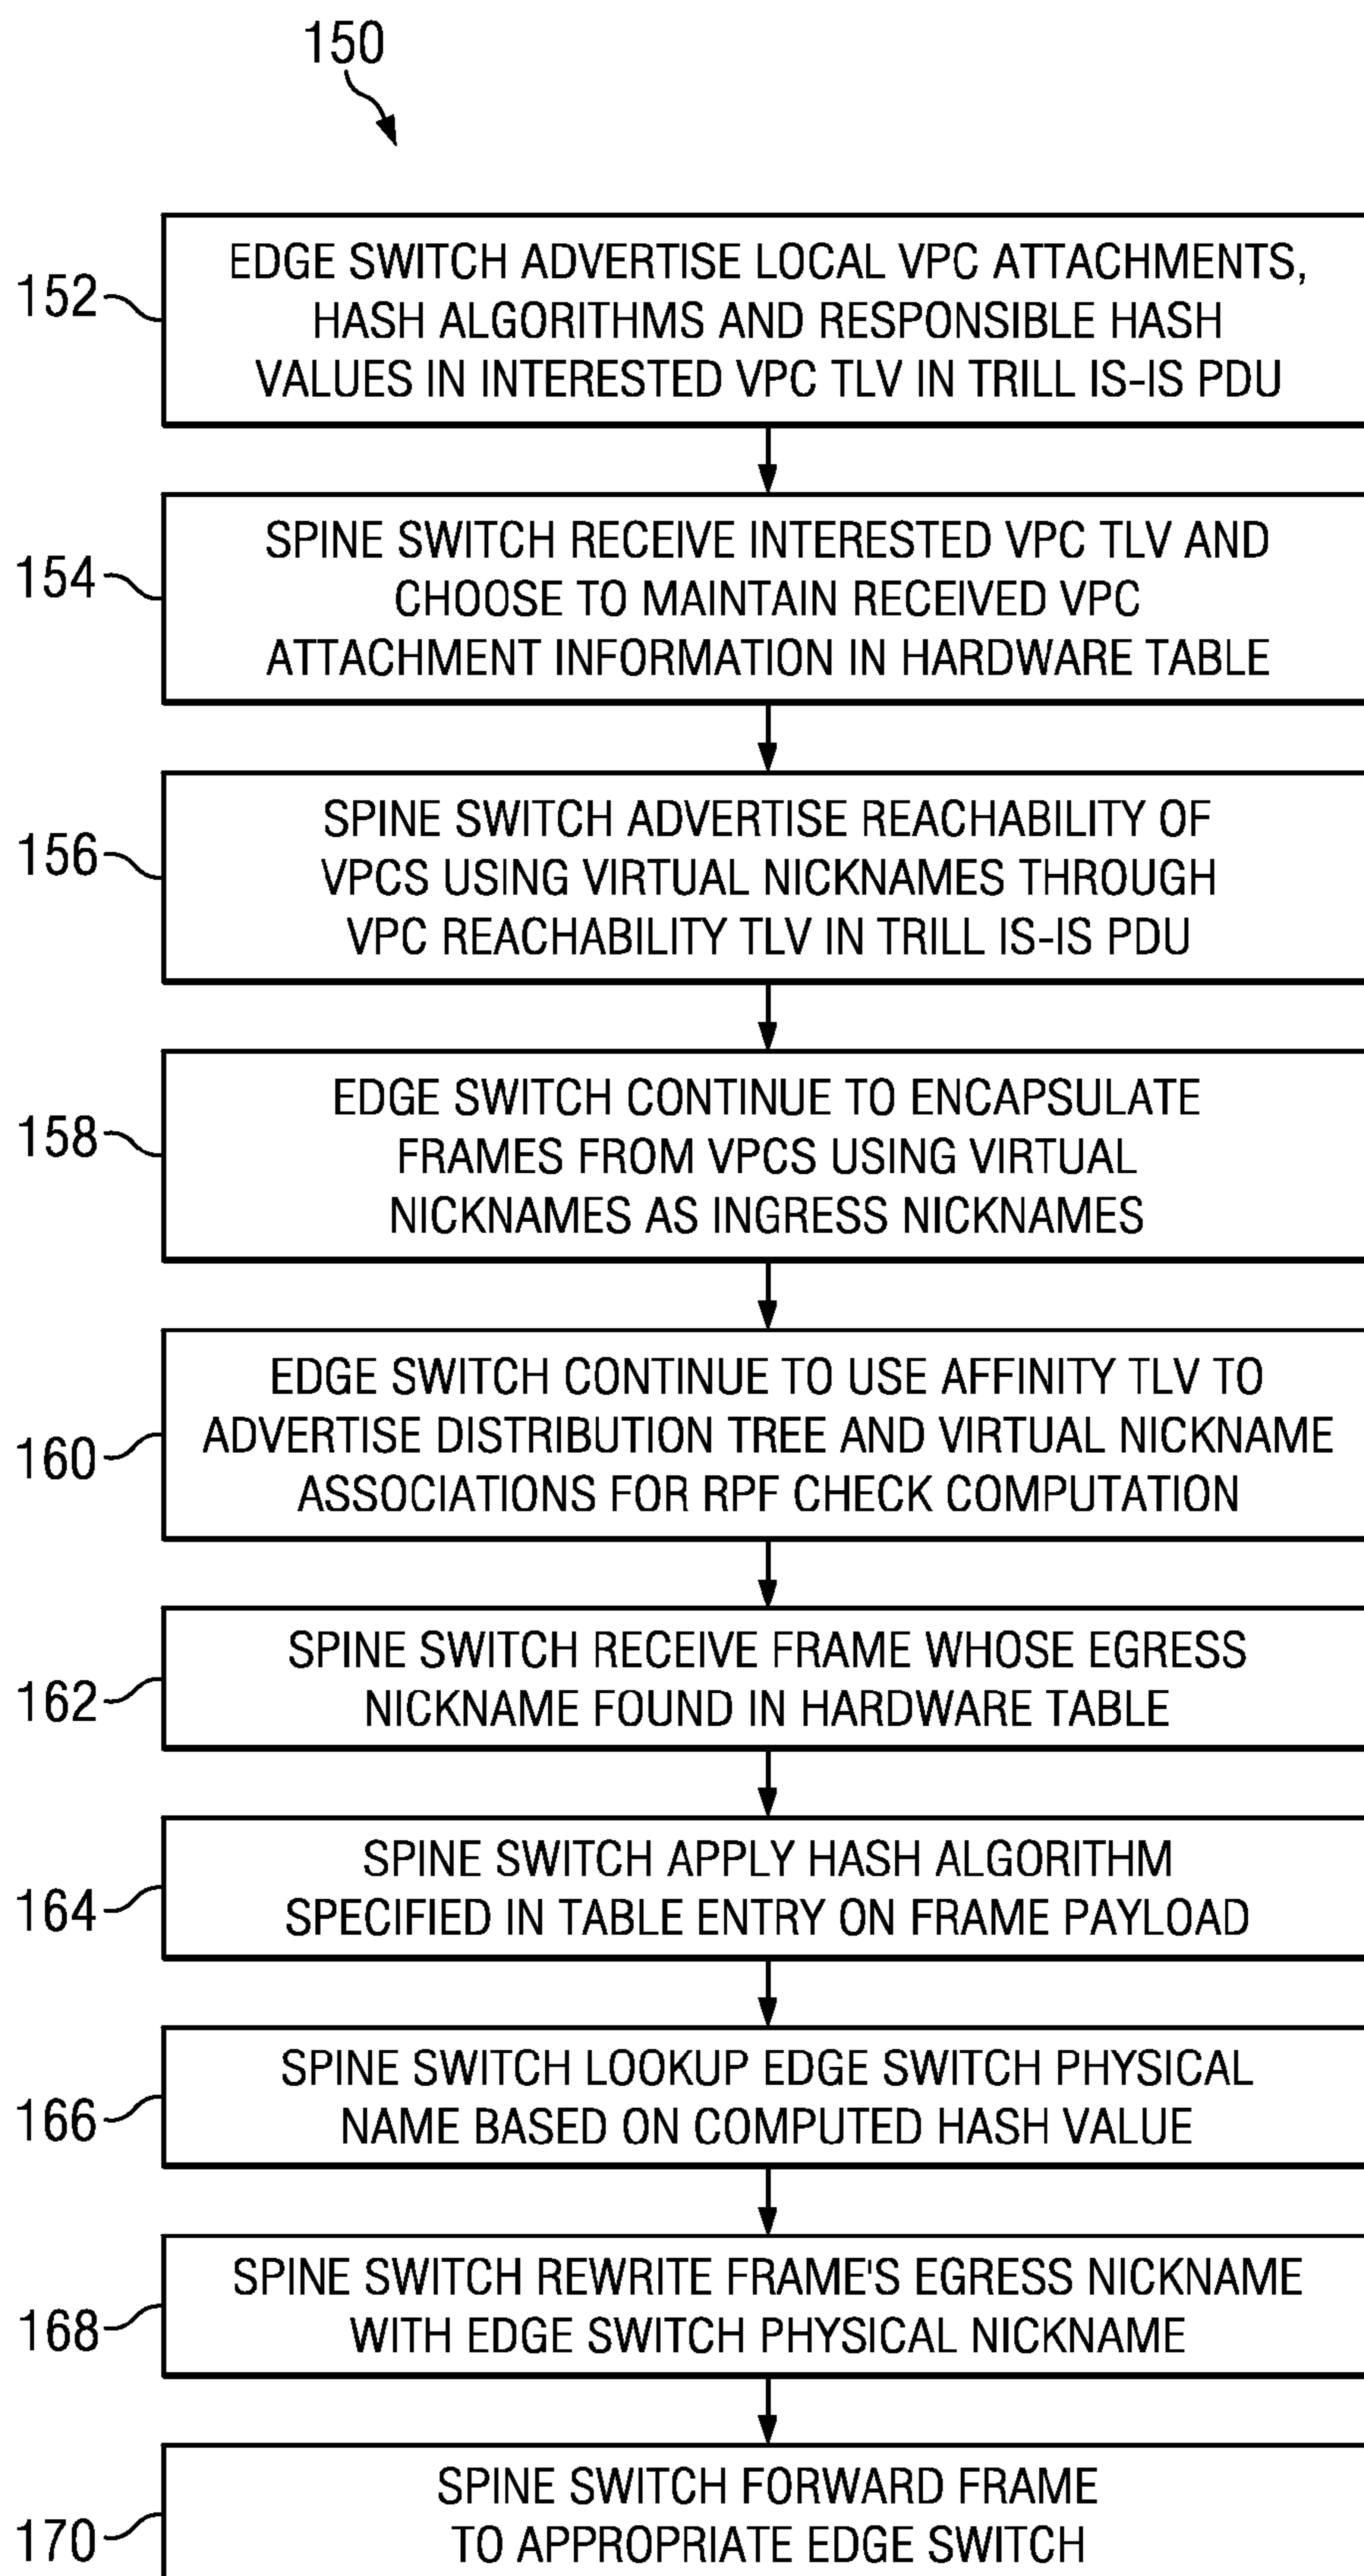 150
152
EDGE SWITCH ADVERTISE LOCAL VPC ATTACHMENTS,
HASH ALGORITHMS AND RESPONSIBLE HASH
VALUES IN INTERESTED VPC TLV IN TRILL IS-IS PDU
154
SPINE SWITCH RECEIVE INTERESTED VPC TLV AND
CHOOSE TO MAINTAIN RECEIVED VPC
ATTACHMENT INFORMATION IN HARDWARE TABLE
156
SPINE SWITCH ADVERTISE REACHABILITY OF
VPCS USING VIRTUAL NICKNAMES THROUGH
VPC REACHABILITY TLV IN TRILL IS-IS PDU
158
EDGE SWITCH CONTINUE TO ENCAPSULATE
FRAMES FROM VPCS USING VIRTUAL
NICKNAMES AS INGRESS NICKNAMES
160
EDGE SWITCH CONTINUE TO USE AFFINITY TLV TO
ADVERTISE DISTRIBUTION TREE AND VIRTUAL NICKNAME
ASSOCIATIONS FOR RPF CHECK COMPUTATION
162
SPINE SWITCH RECEIVE FRAME WHOSE EGRESS
NICKNAME FOUND IN HARDWARE TABLE
164
SPINE SWITCH APPLY HASH ALGORITHM
SPECIFIED IN TABLE ENTRY ON FRAME PAYLOAD
166
SPINE SWITCH LOOKUP EDGE SWITCH PHYSICAL
NAME BASED ON COMPUTED HASH VALUE
168
SPINE SWITCH REWRITE FRAME'S EGRESS NICKNAME
WITH EDGE SWITCH PHYSICAL NICKNAME
170
SPINE SWITCH FORWARD FRAME
TO APPROPRIATE EDGE SWITCH